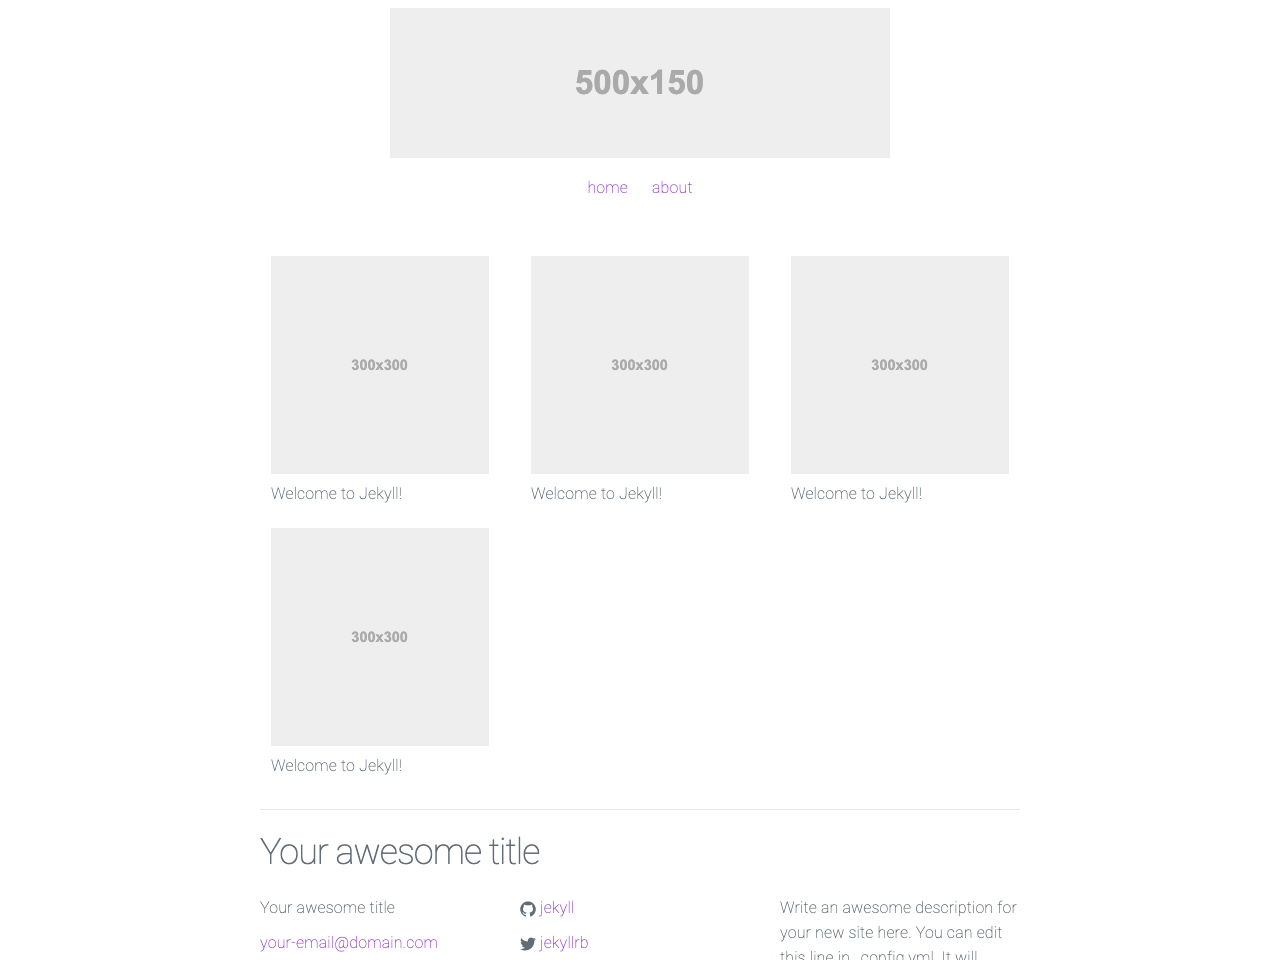 500x150
home about
300x300 300x300 300x300
Welcome to Jekyll! Welcome to Jekyll! Welcome to Jekyll!
300x300
Welcome to Jekyll!
Your awesome title
Your awesome title
your-email@domain.com
jekyll
jekyllrb
Write an awesome description for
your new site here. You can edit
this line in _config.yml. It will